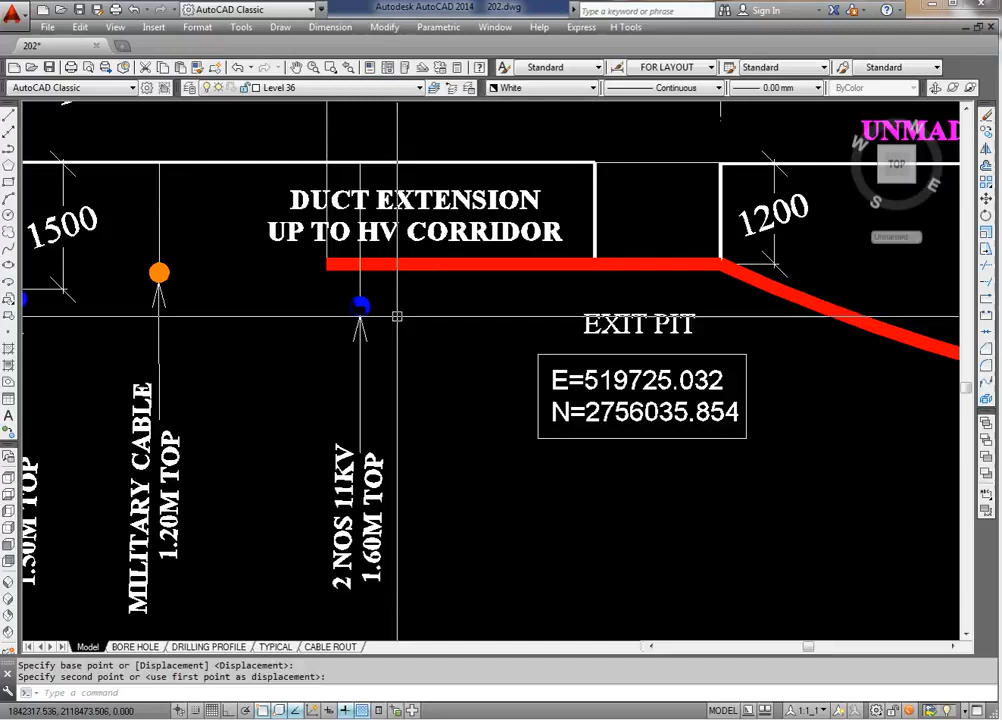 AutoCAD Classic
Autodesk AutoCAD 2014 202.dwg
Type a keyword or phrase
Sign In
File Edit View Insert Format Tools Draw Dimension Modify Parametric Window Help Express H Tools
202*
Standard
FOR LAYOUT
Standard
Standard
AutoCAD Classic
Level 36
White
Continuous
0.00 mm
ByColor
UNMAD
W
TOP
E
S
Unnamed
DUCT EXTENSION
UP TO HV CORRIDOR
1500
1200
EXIT PIT
E=519725.032
N=2756035.854
MILITARY CABLE
1.20M TOP
2 NOS 11KV
1.60M TOP
1.50M TOP
Model BORE HOLE DRILLING PROFILE TYPICAL CABLE ROUT
Specify base point or [Displacement] <Displacement>:
Specify second point or <use first point as displacement>:
Type a command
1842317.556, 2118473.506, 0.000
MODEL
1:1